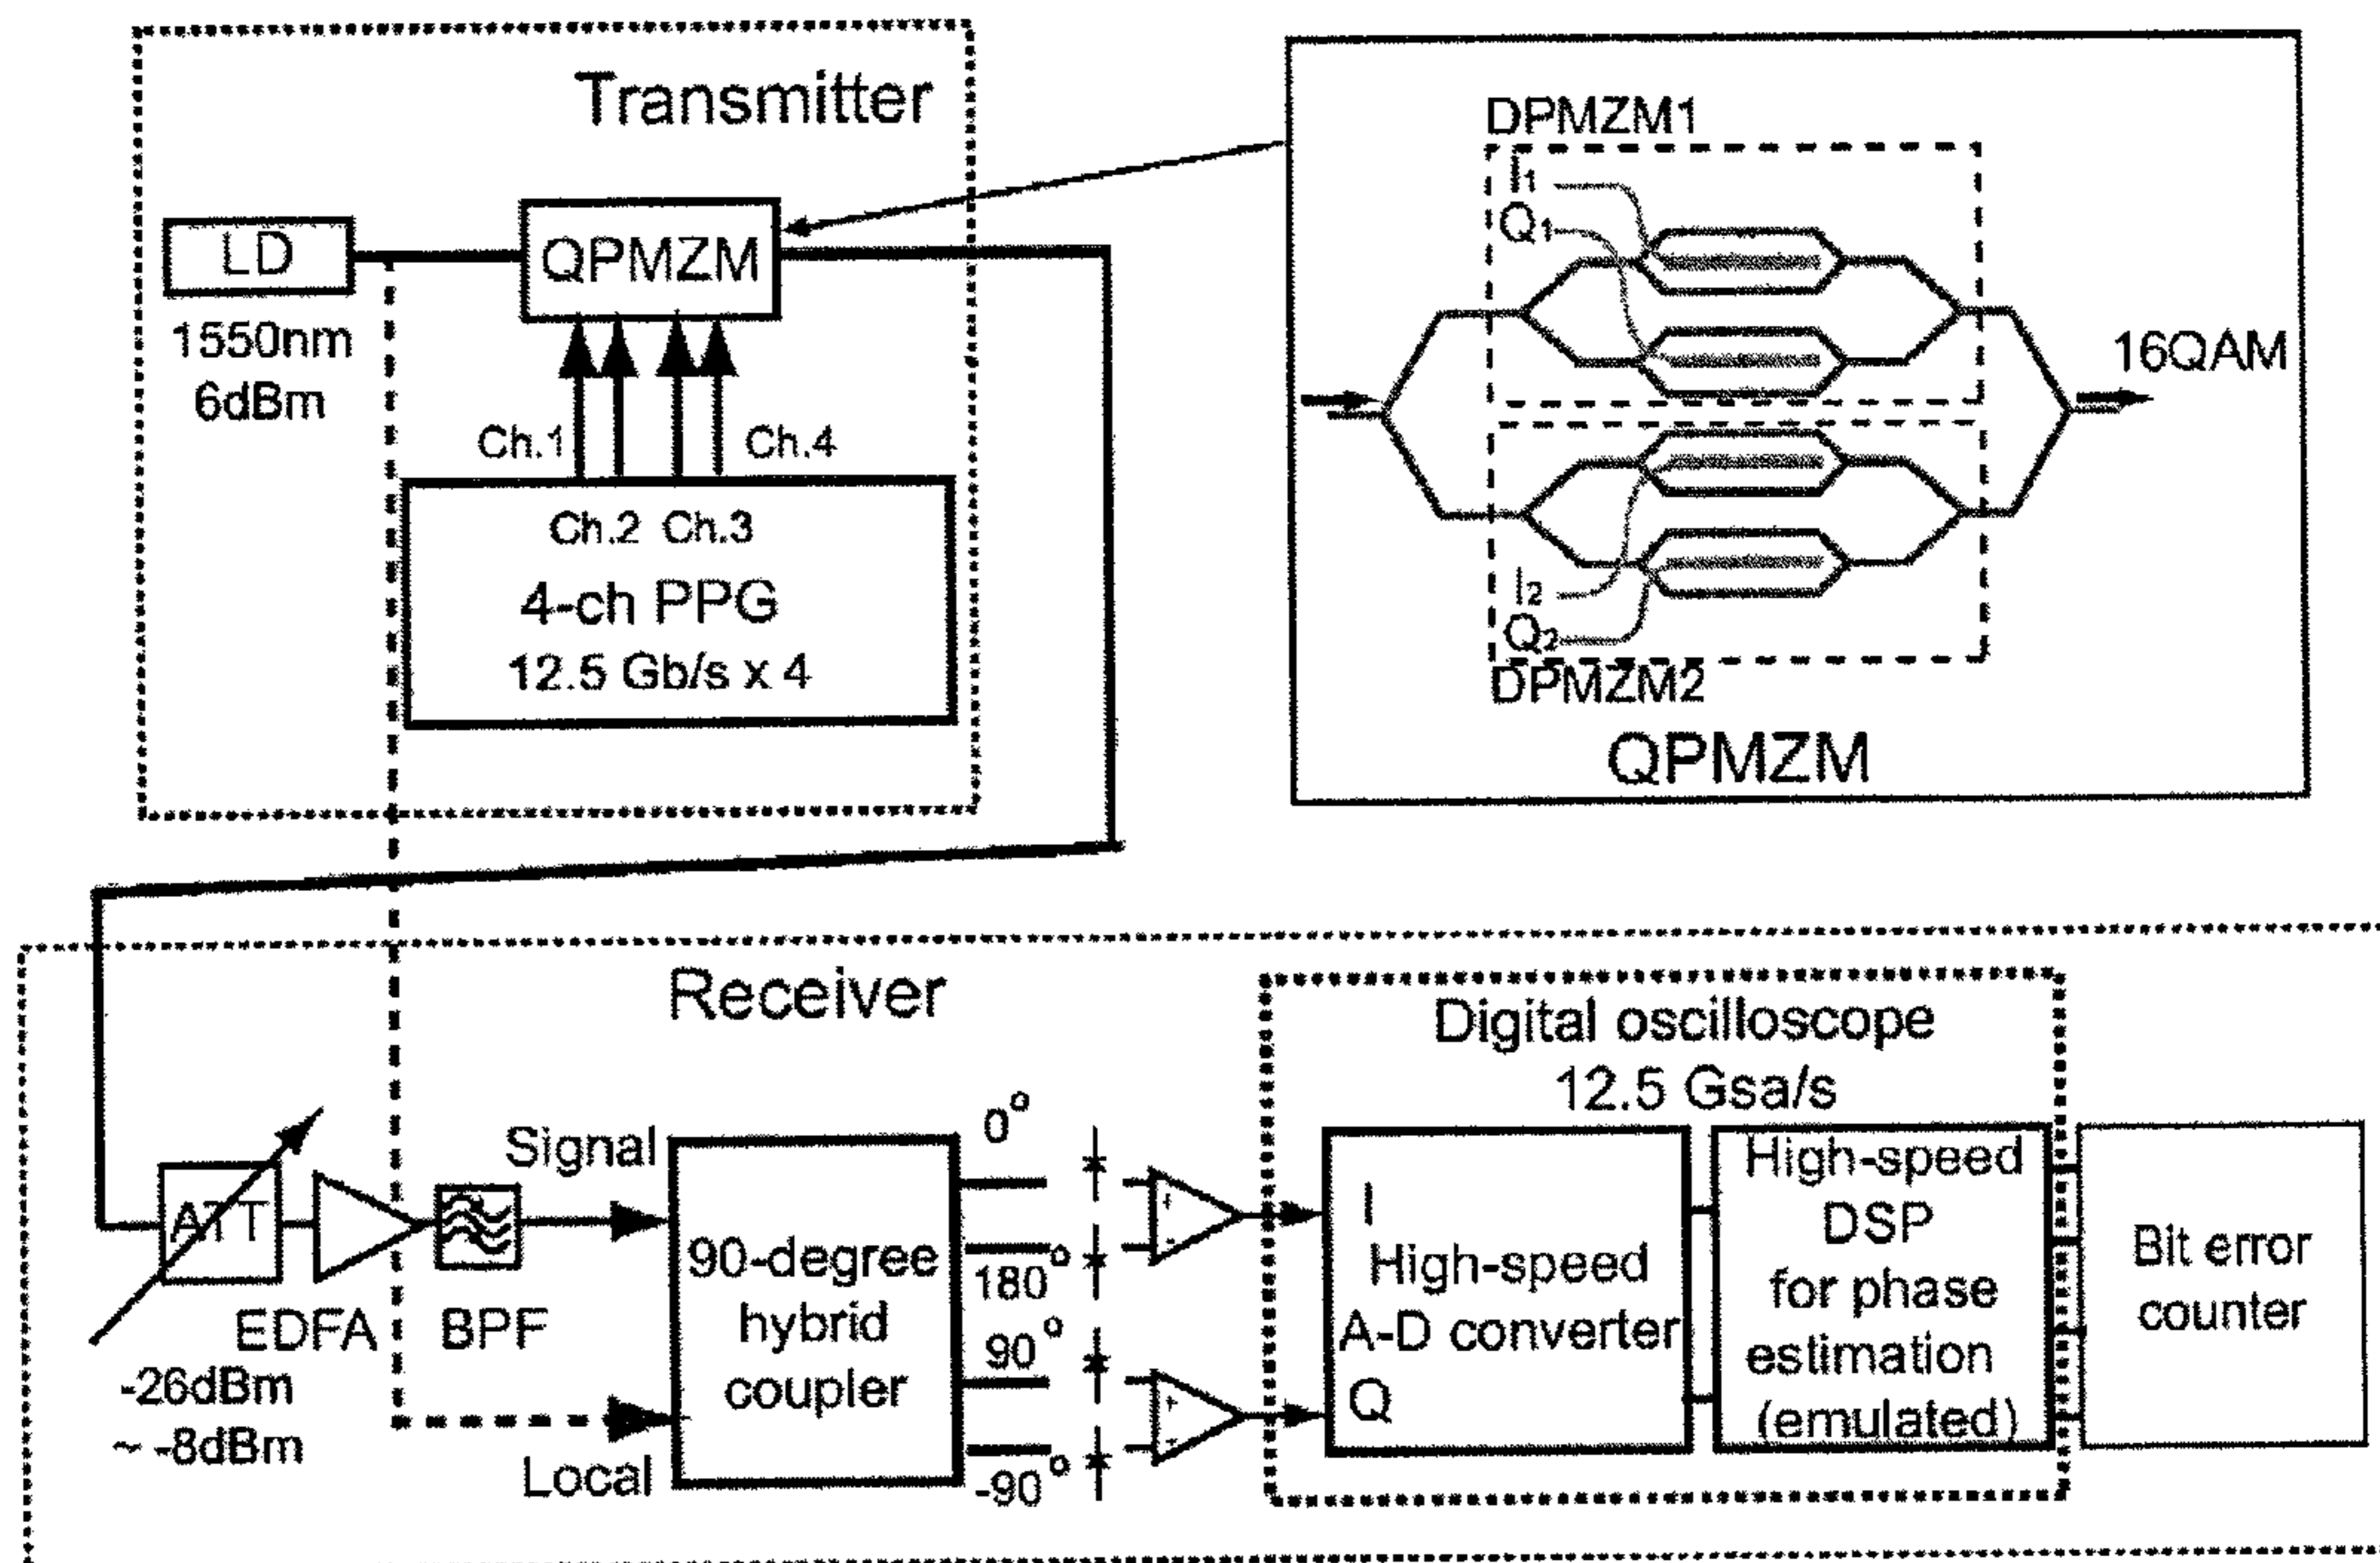 Transmitter
LD
1550nm
6dBm
QPMZM
Ch.1
Ch.4
Ch.2 Ch.3
4-ch PPG
12.5 Gb/s x 4
DPMZM1
I1
Q1
16QAM
I2
Q2
DPMZM2
QPMZM
Receiver
ATT
EDFA
-26dBm
~ -8dBm
BPF
Signal
Local
90-degree
hybrid
coupler
0°
180°
90°
-90°
+
-
+
+
Digital oscilloscope
12.5 Gsa/s
I
High-speed
A-D converter
Q
High-speed
DSP
for phase
estimation
(emulated)
Bit error
counter